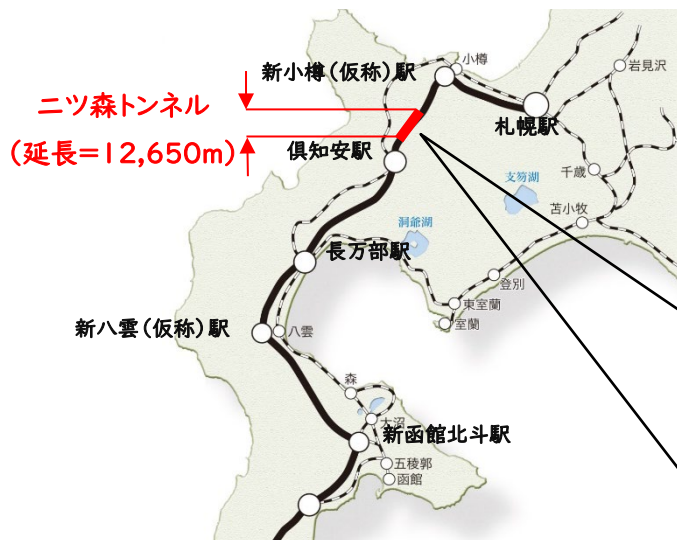 小樽
新小樽（仮称）駅
岩見沢
二ツ森トンネル
（延長＝12,650m）
札幌駅
倶知安駅
千歳
支笏湖
苫小牧
洞爺湖
長万部駅
登別
東室蘭
室蘭
新八雲（仮称）駅
八雲
森
大沼
新函館北斗駅
五稜郭
函館